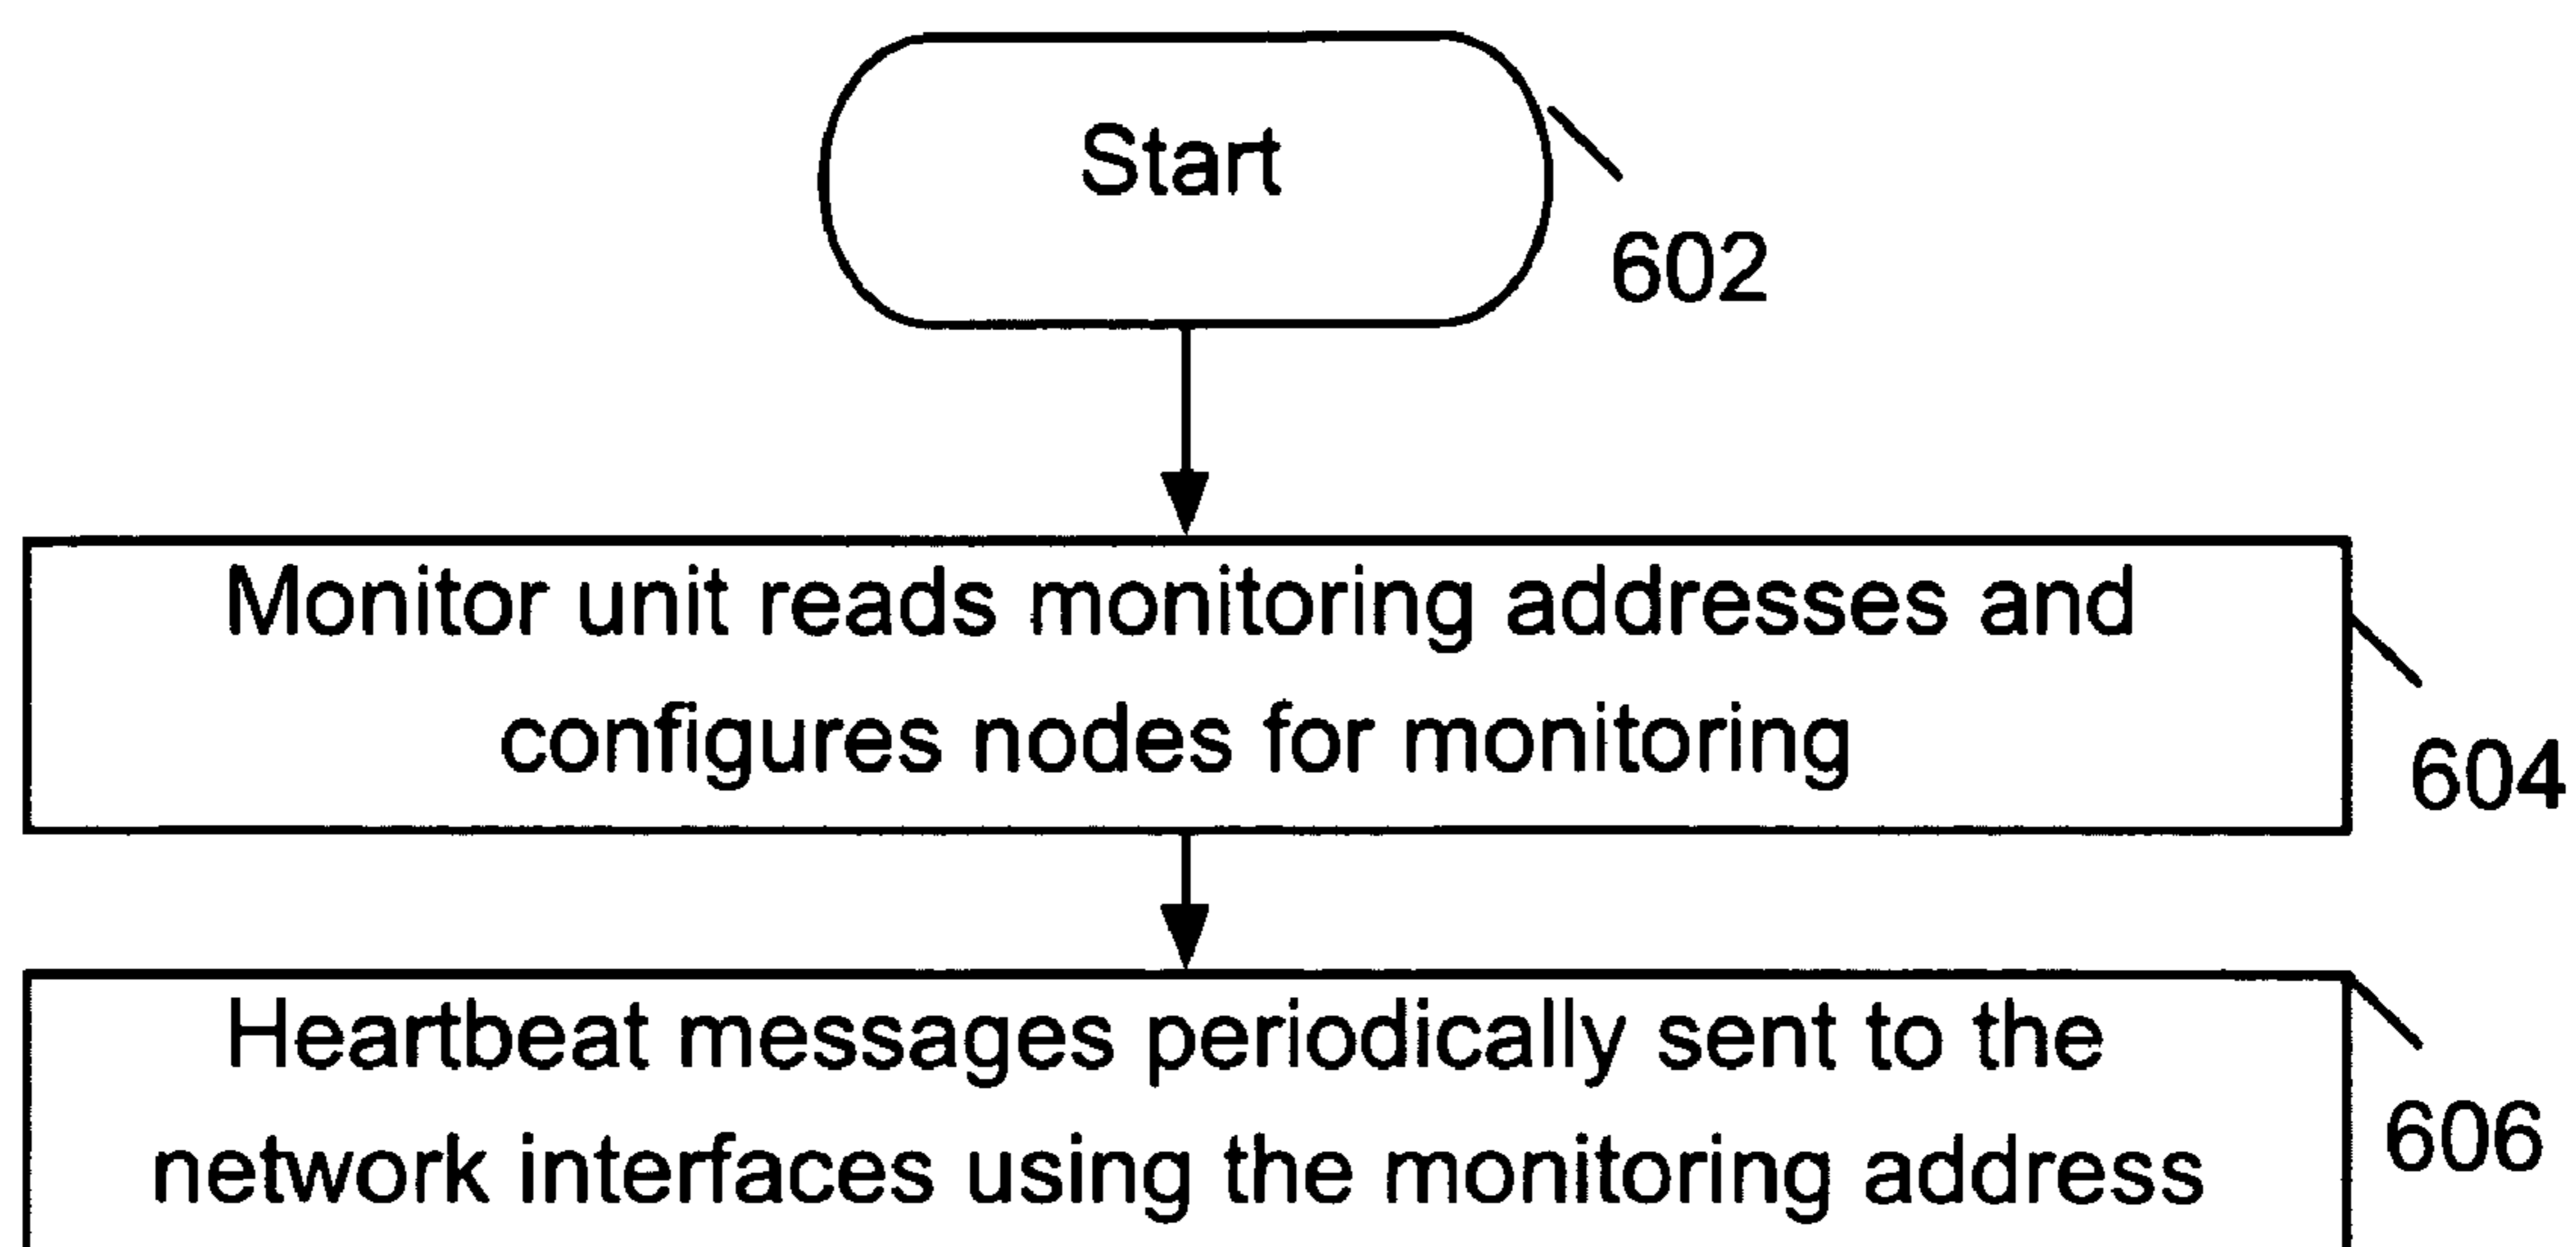 Start
602
Monitor unit reads monitoring addresses and
configures nodes for monitoring
604
Heartbeat messages periodically sent to the
network interfaces using the monitoring address
606